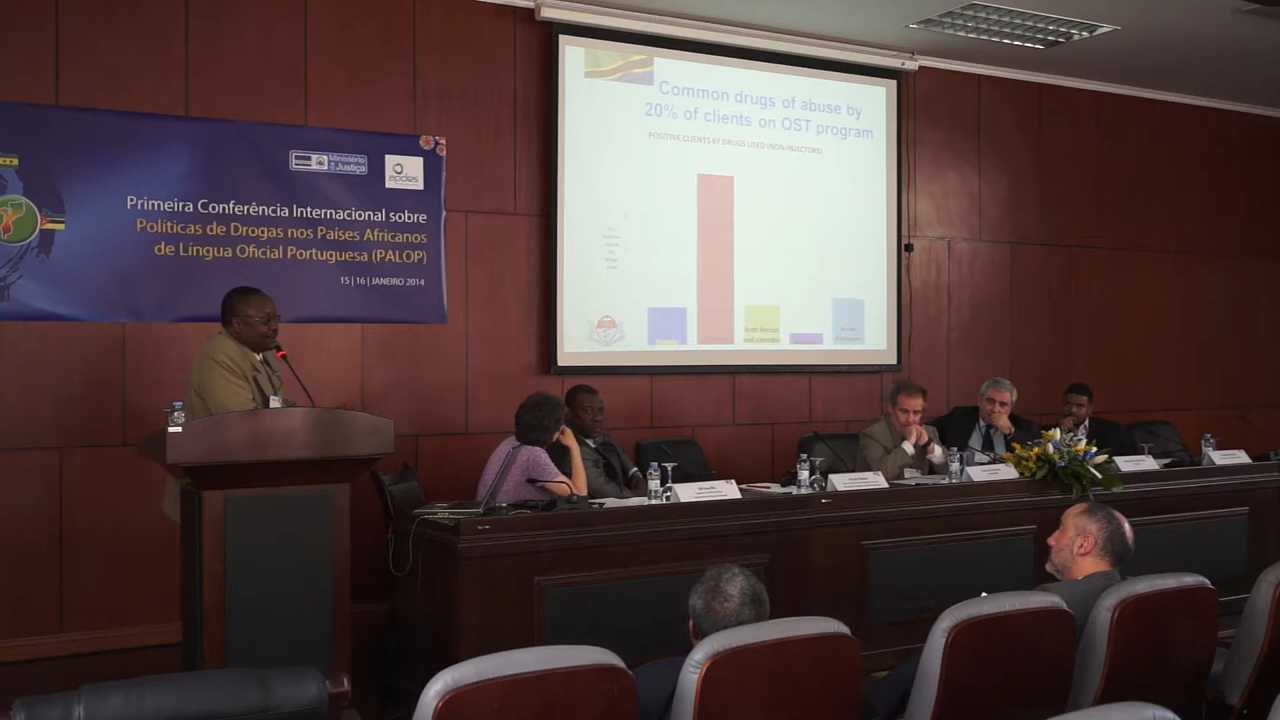 Ministério
da Justiça
apdes
Primeira Conferência Internacional sobre
Políticas de Drogas nos Países Africanos
de Língua Oficial Portuguesa (PALOP)
15 | 16 | JANEIRO 2014
Common drugs of abuse by
20% of clients on OST program
POSITIVE CLIENTS BY DRUGS USED (NON-INJECTORS)